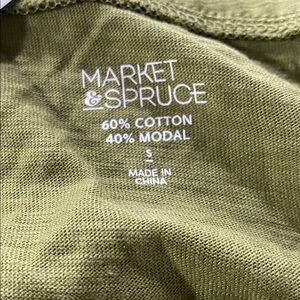 MARKET
&SPRUCE
60% COTTON
40% MODAL
S
MADE IN
CHINA